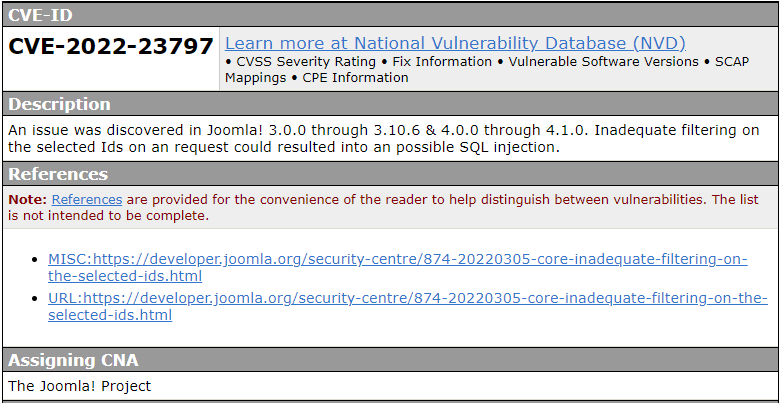 CVE-ID
CVE-2022-23797
Learn more at National Vulnerability Database (NVD)
• CVSS Severity Rating • Fix Information • Vulnerable Software Versions • SCAP
Mappings • CPE Information
Description
An issue was discovered in Joomla! 3.0.0 through 3.10.6 & 4.0.0 through 4.1.0. Inadequate filtering on
the selected Ids on an request could resulted into an possible SQL injection.
References
Note: References are provided for the convenience of the reader to help distinguish between vulnerabilities. The list
is not intended to be complete.
• MISC:https://developer.joomla.org/security-centre/874-20220305-core-inadequate-filtering-on-
the-selected-ids.html
• URL:https://developer.joomla.org/security-centre/874-20220305-core-inadequate-filtering-on-the-
selected-ids.html
Assigning CNA
The Joomla! Project